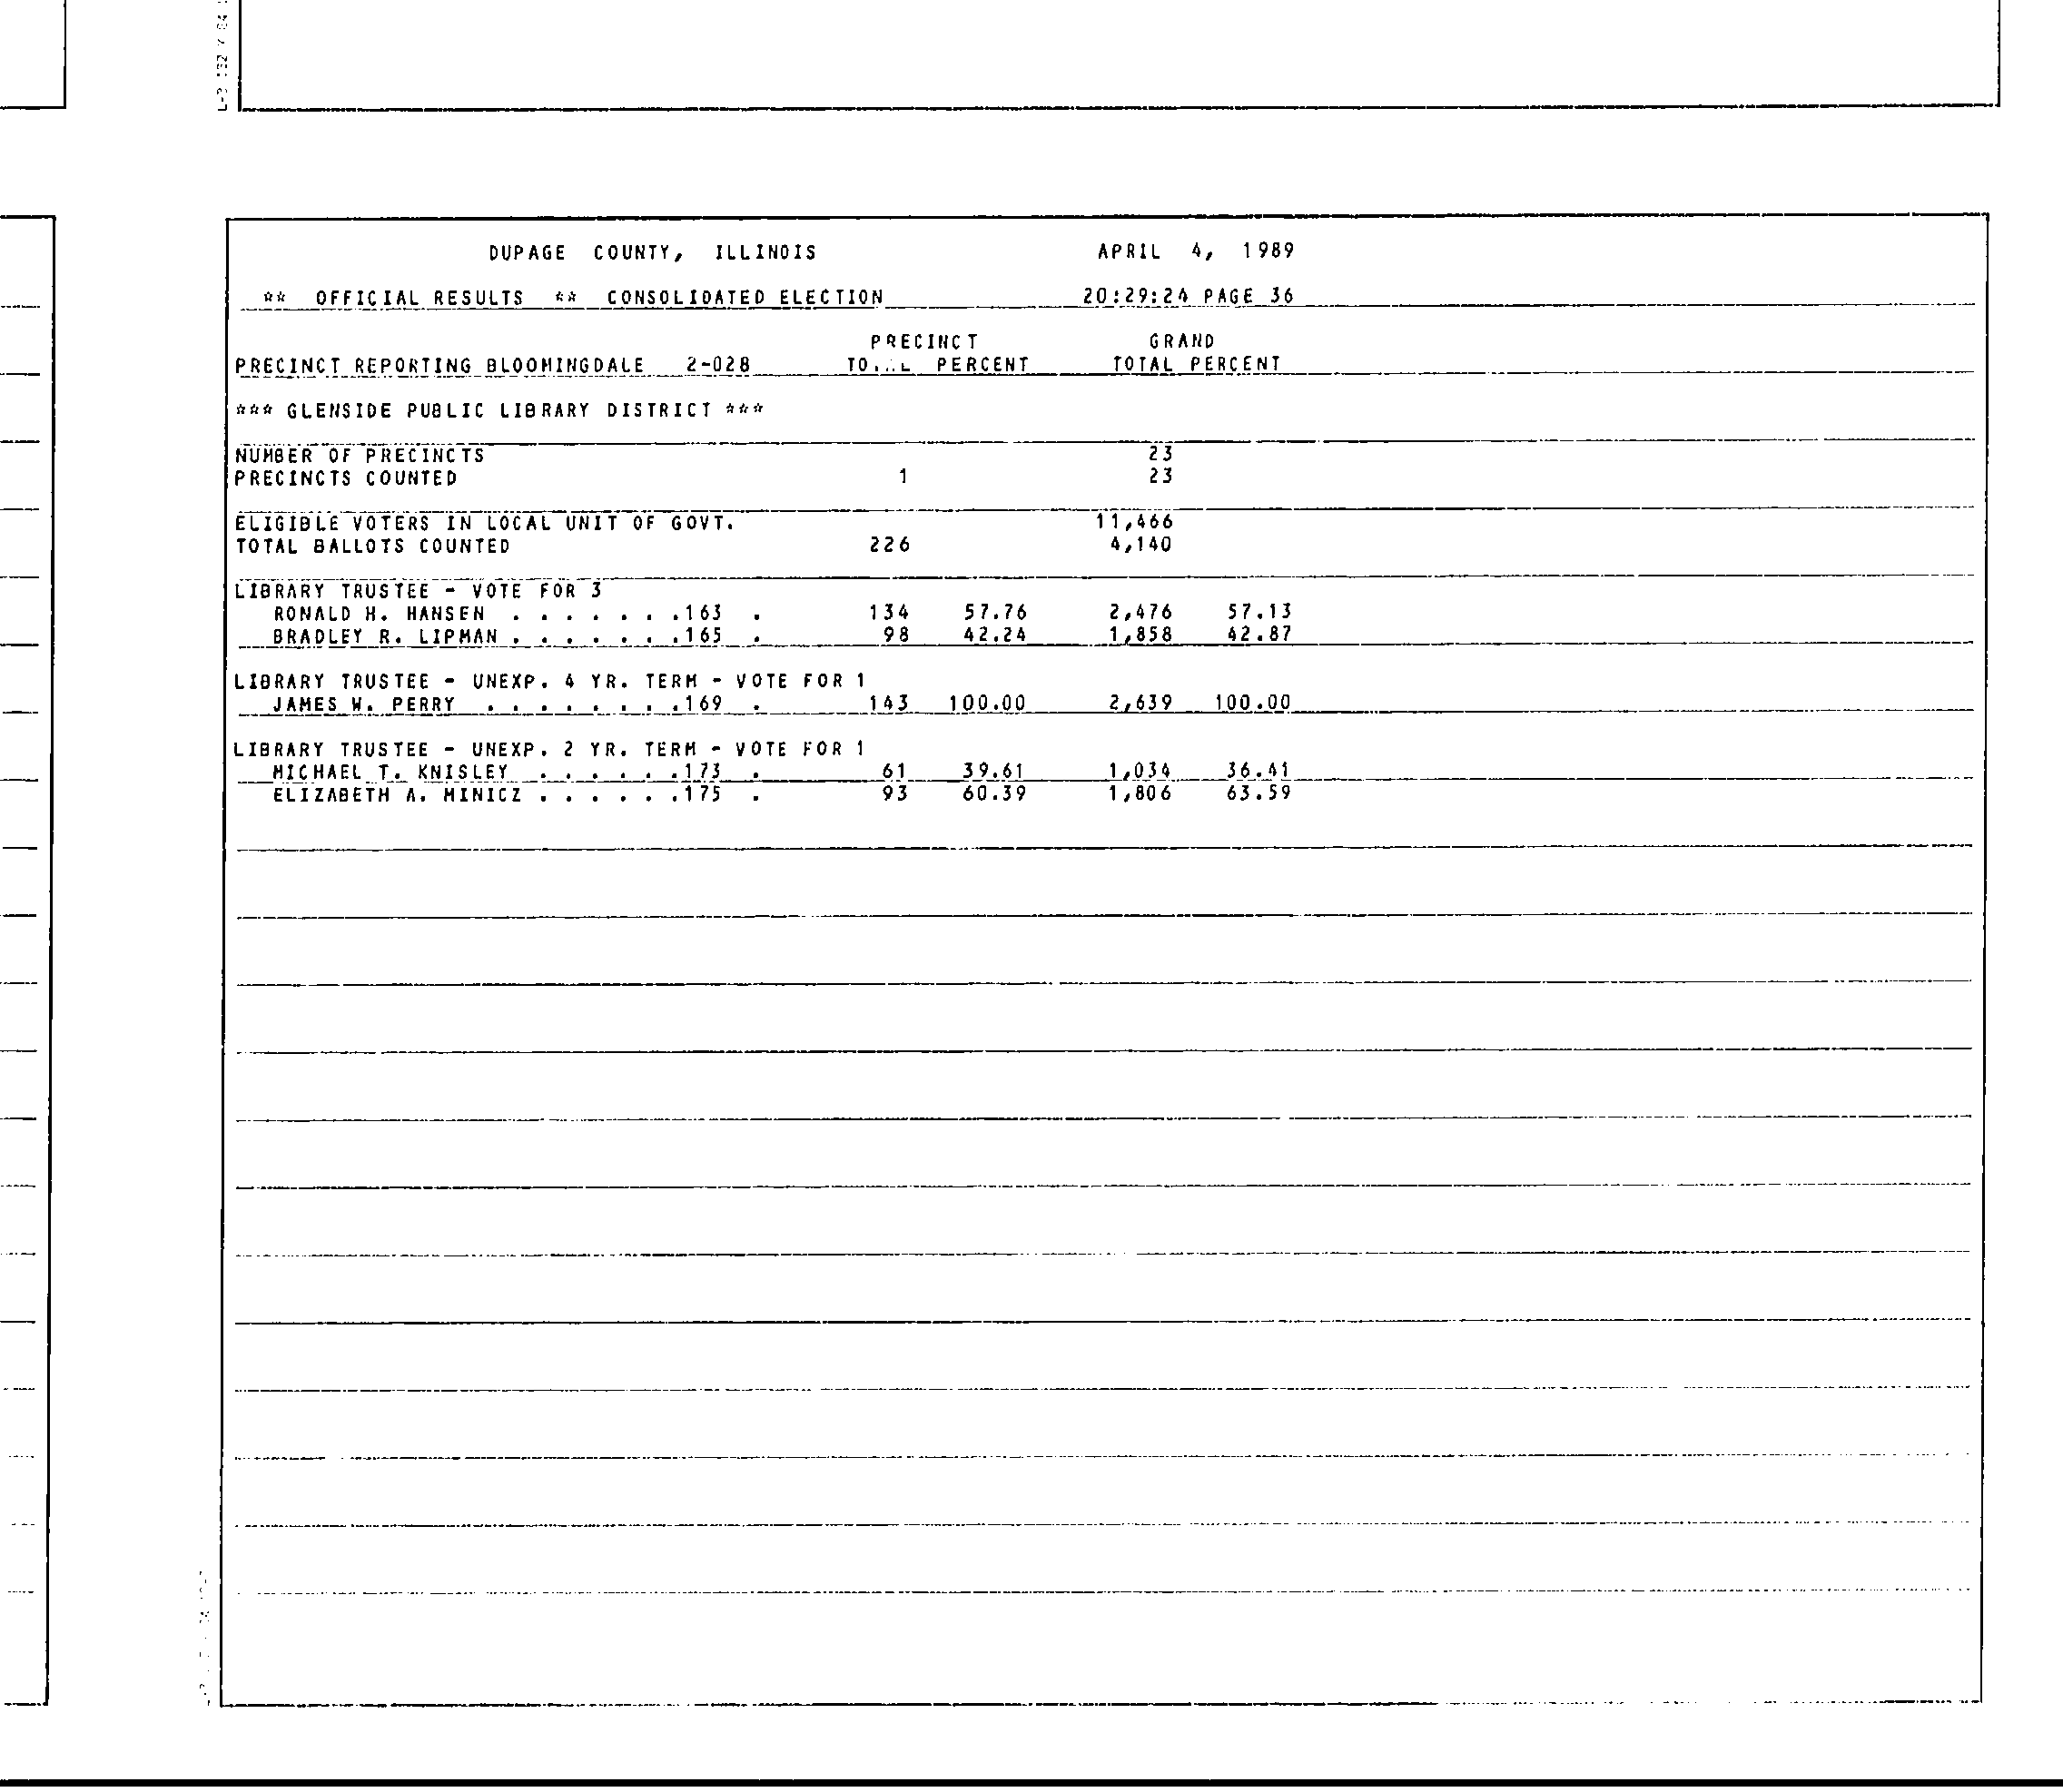 DUPAGE COUNTY, ILLINOIS APRIL 4, 1989
** OFFICIAL RESULTS ** CONSOLIDATED ELECTION 20:29:24 PAGE 36
PRECINCT GRAND
PRECINCT REPORTING BLOOMINGDALE 2-028 PERCENT TOTAL PERCENT
*** GLENSIDE PUBLIC LIBRARY DISTRICT ***
NUMBER OF PRECINCTS 23
PRECINCTS COUNTED 1 23
ELIGIBLE VOTERS IN LOCAL UNIT OF GOVT. 11,466
TOTAL BALLOTS COUNTED 226 4,140
LIBRARY TRUSTEE - VOTE FOR 3
RONALD H. HANSEN . . . . . . .163 . 134 57.76 2,476 57.13
BRADLEY R. LIPMAN . . . . . . .165 . 98 42.24 1,858 42.87
LIBRARY TRUSTEE - UNEXP. 4 YR. TERM - VOTE FOR 1
JAMES W. PERRY . . . . . . . .169 . 143 100.00 2,639 100.00
LIBRARY TRUSTEE - UNEXP. 2 YR. TERM - VOTE FOR 1
MICHAEL T. KNISLEY . . . . . .173 . 61 39.61 1,034 36.41
ELIZABETH A. MINICZ . . . . . .175 . 93 60.39 1,806 63.59